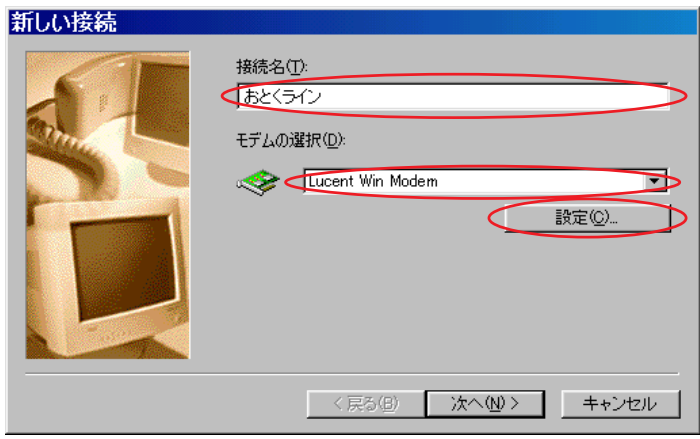 新しい接続
接続名(T):
おとくライン
モデムの選択(D):
Lucent Win Modem
設定(C)...
< 戻る(B)
次へ(N) >
キャンセル